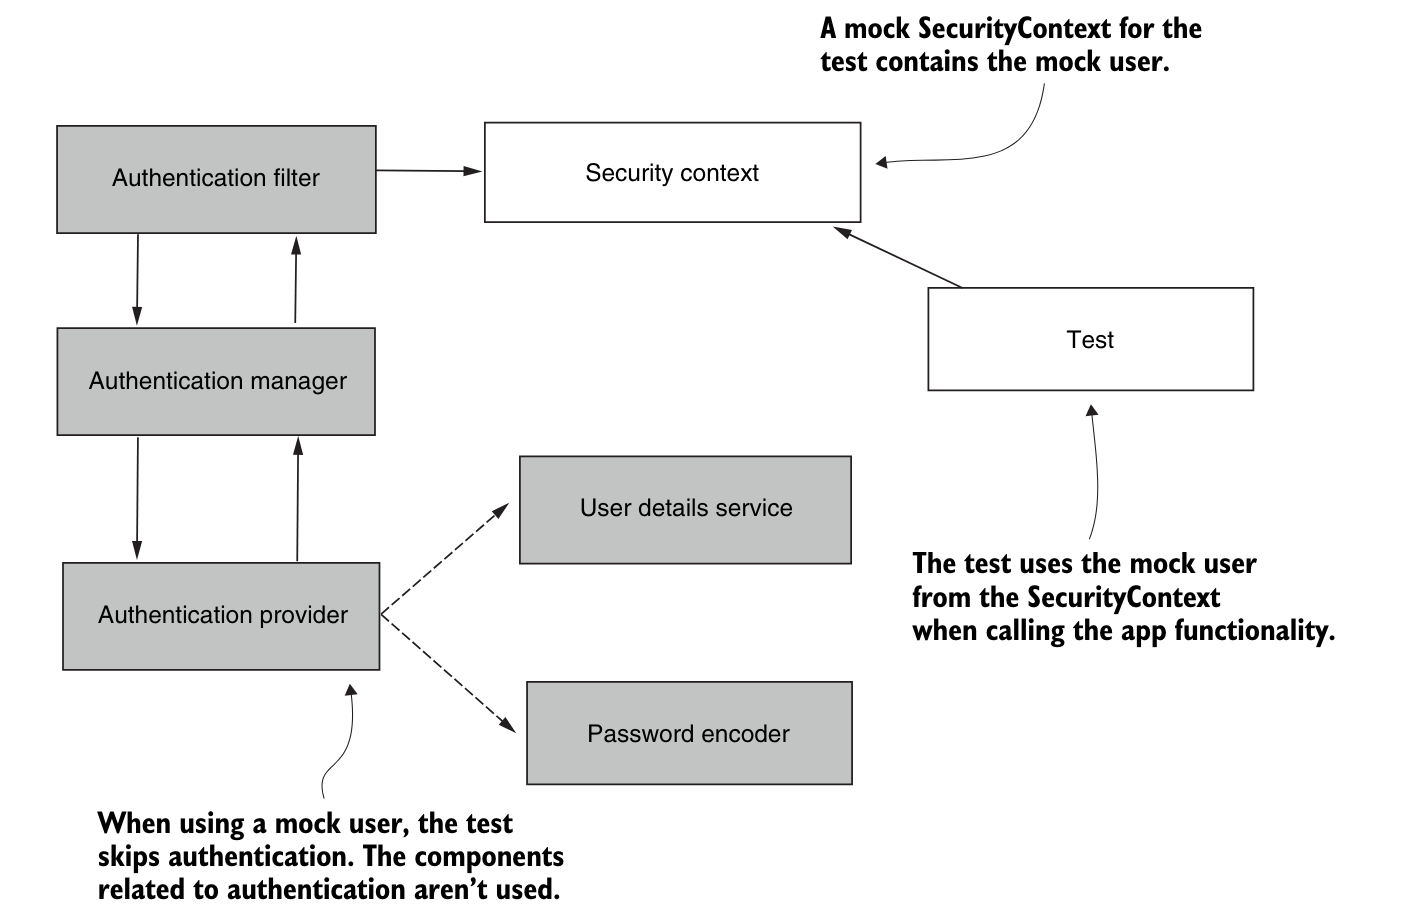 A mock SecurityContext for the
test contains the mock user.
Authentication filter
Security context
Test
Authentication manager
User details service
The test uses the mock user
from the SecurityContext
when calling the app functionality.
Authentication provider
Password encoder
When using a mock user, the test
skips authentication. The components
related to authentication aren’t used.